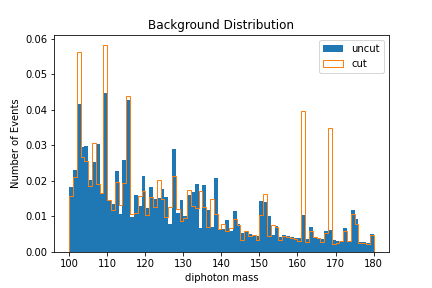 Background Distribution
uncut
cut
Number of Events
0.06
0.05
0.04
0.03
0.02
0.01
0.00
100 110 120 130 140 150 160 170 180
diphoton mass